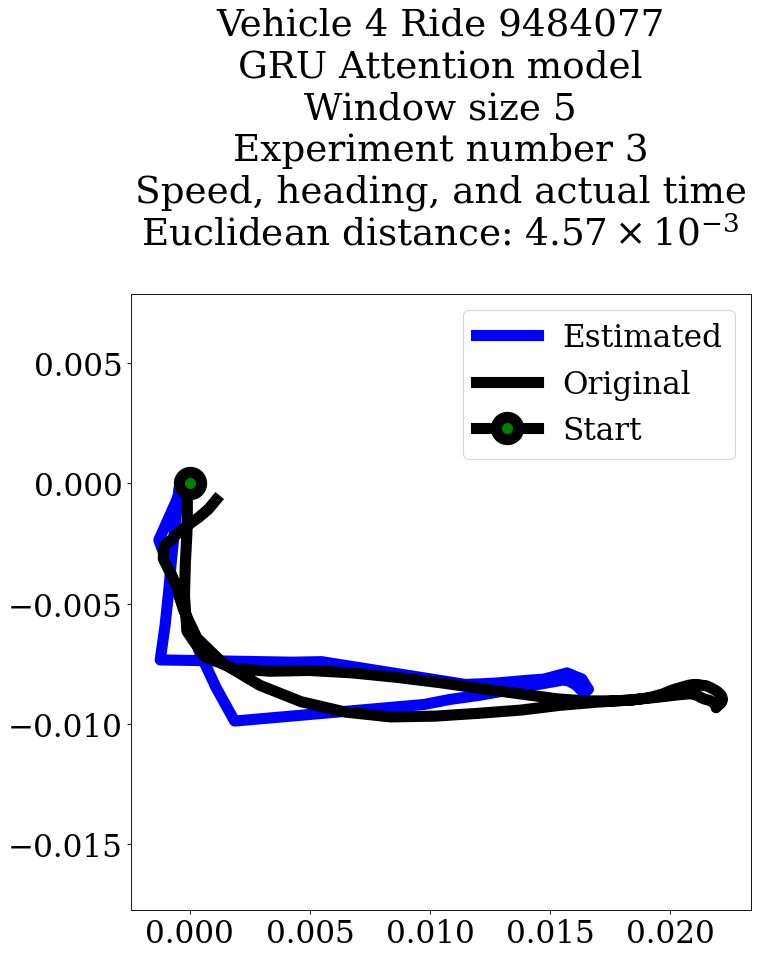 Vehicle 4 Ride 9484077
GRU Attention model
Window size 5
Experiment number 3
Speed, heading, and actual time
Euclidean distance: 4.57 × 10⁻³
Estimated
Original
Start
0.005
0.000
−0.005
−0.010
−0.015
0.000 0.005 0.010 0.015 0.020